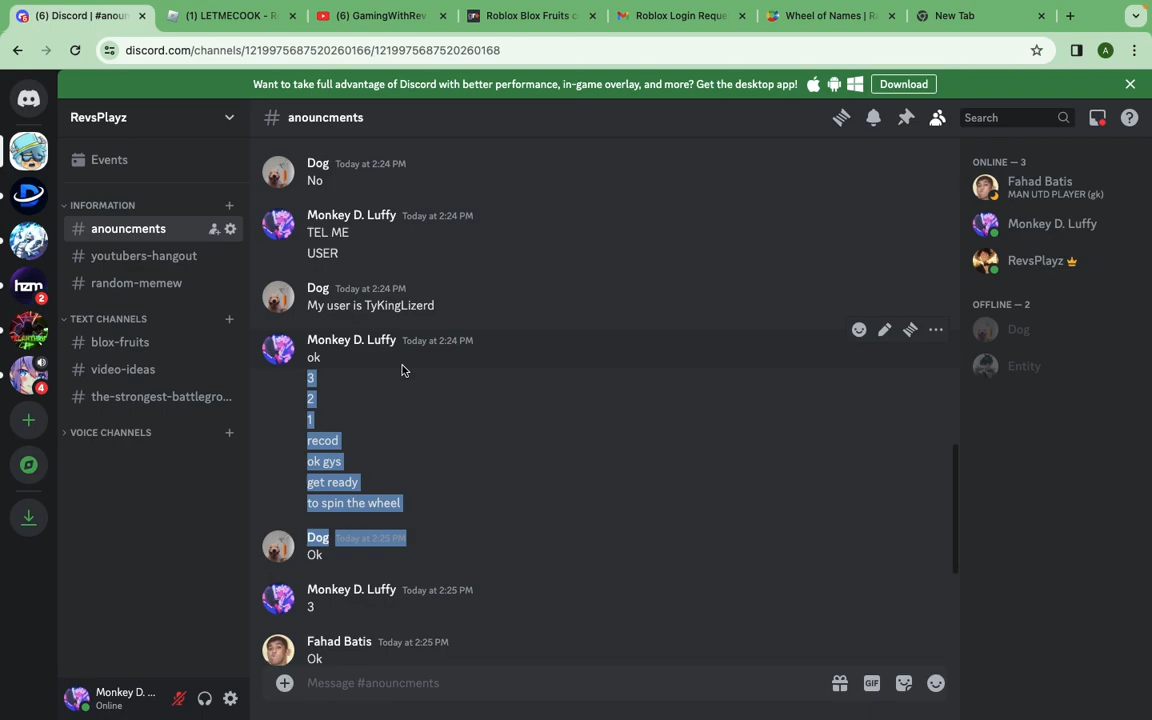 (6) Discord | #anoun
(1) LETMECOOK - R
(6) GamingWithRev
Roblox Blox Fruits c
Roblox Login Reque
Wheel of Names | R
New Tab
discord.com/channels/1219975687520260166/1219975687520260168
A
Want to take full advantage of Discord with better performance, in-game overlay, and more? Get the desktop app!
Download
RevsPlayz
# anouncments
Search
Events
INFORMATION
# anouncments
# youtubers-hangout
# random-memew
TEXT CHANNELS
# blox-fruits
# video-ideas
# the-strongest-battlegro...
VOICE CHANNELS
hzm
2
4
Dog Today at 2:24 PM
No
Monkey D. Luffy Today at 2:24 PM
TEL ME
USER
Dog Today at 2:24 PM
My user is TyKingLizerd
Monkey D. Luffy Today at 2:24 PM
ok
3
2
1
recod
ok gys
get ready
to spin the wheel
Dog Today at 2:25 PM
Ok
Monkey D. Luffy Today at 2:25 PM
3
Fahad Batis Today at 2:25 PM
Ok
Message #anouncments
GIF
ONLINE — 3
Fahad Batis
MAN UTD PLAYER (gk)
Monkey D. Luffy
RevsPlayz
OFFLINE — 2
Dog
Entity
Monkey D. ...
Online